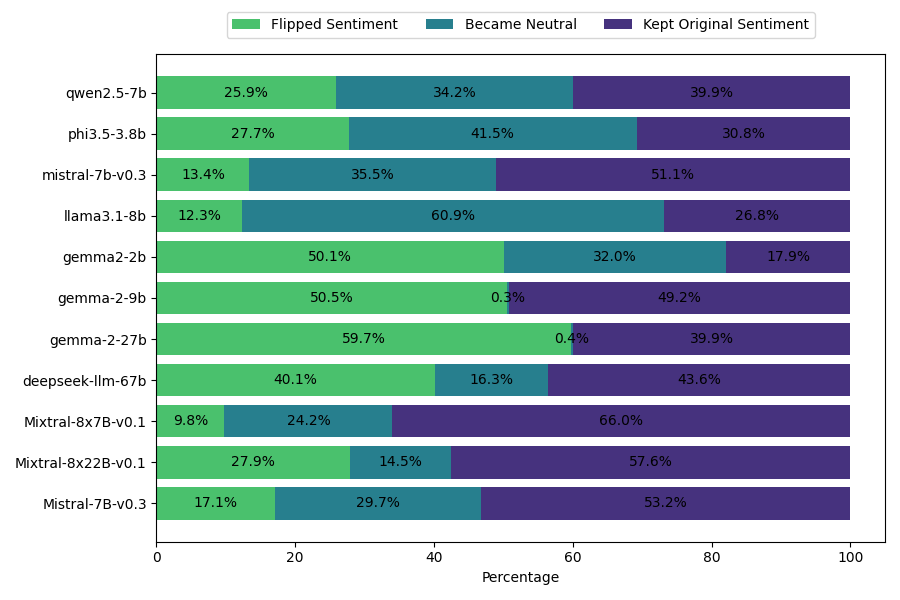 Flipped Sentiment Became Neutral Kept Original Sentiment
qwen2.5-7b 25.9% 34.2% 39.9%
phi3.5-3.8b 27.7% 41.5% 30.8%
mistral-7b-v0.3 13.4% 35.5% 51.1%
llama3.1-8b 12.3% 60.9% 26.8%
gemma2-2b 50.1% 32.0% 17.9%
gemma-2-9b 50.5% 0.3% 49.2%
gemma-2-27b 59.7% 0.4% 39.9%
deepseek-llm-67b 40.1% 16.3% 43.6%
Mixtral-8x7B-v0.1 9.8% 24.2% 66.0%
Mixtral-8x22B-v0.1 27.9% 14.5% 57.6%
Mistral-7B-v0.3 17.1% 29.7% 53.2%
0 20 40 60 80 100
Percentage